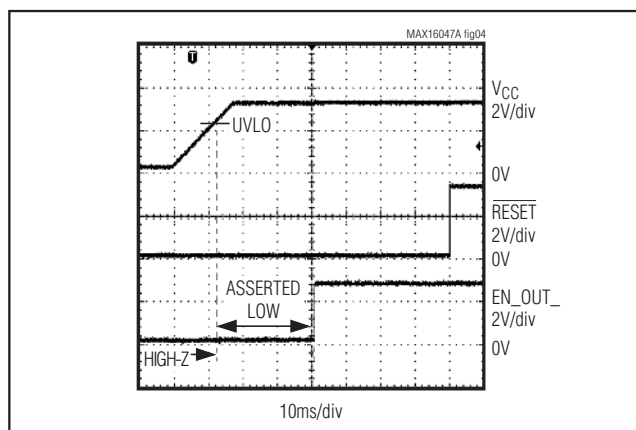 MAX16047A fig04
VCC
2V/div
UVLO
0V
RESET
2V/div
0V
ASSERTED
LOW
EN_OUT_
2V/div
HIGH-Z
0V
10ms/div